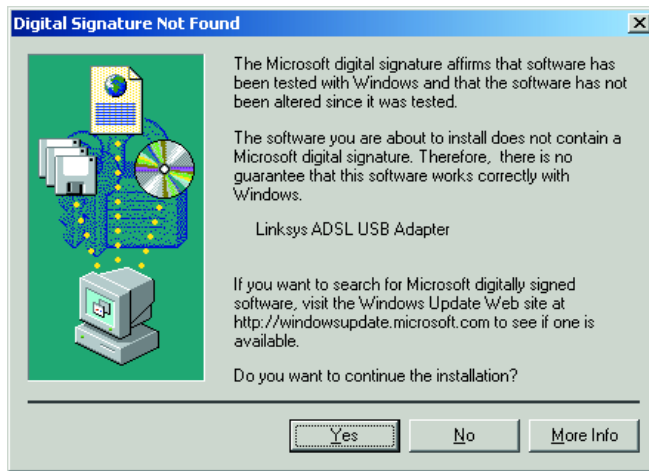 Digital Signature Not Found
The Microsoft digital signature affirms that software has
been tested with Windows and that the software has not
been altered since it was tested.
The software you are about to install does not contain a
Microsoft digital signature. Therefore, there is no
guarantee that this software works correctly with
Windows.
Linksys ADSL USB Adapter
If you want to search for Microsoft digitally signed
software, visit the Windows Update Web site at
http://windowsupdate.microsoft.com to see if one is
available.
Do you want to continue the installation?
Yes No More Info